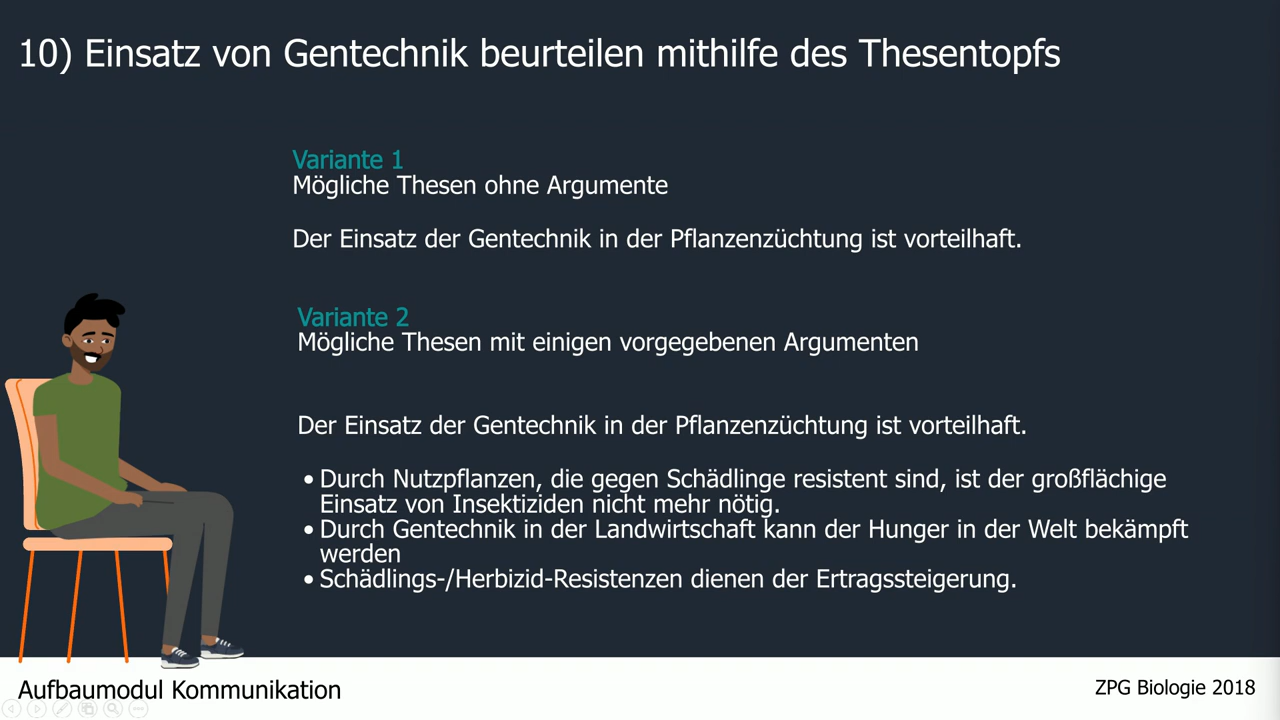 10) Einsatz von Gentechnik beurteilen mithilfe des Thesentopfs
Variante 1
Mögliche Thesen ohne Argumente
Der Einsatz der Gentechnik in der Pflanzenzüchtung ist vorteilhaft.
Variante 2
Mögliche Thesen mit einigen vorgegebenen Argumenten
Der Einsatz der Gentechnik in der Pflanzenzüchtung ist vorteilhaft.
• Durch Nutzpflanzen, die gegen Schädlinge resistent sind, ist der großflächige
Einsatz von Insektiziden nicht mehr nötig.
• Durch Gentechnik in der Landwirtschaft kann der Hunger in der Welt bekämpft
werden
• Schädlings-/Herbizid-Resistenzen dienen der Ertragssteigerung.
Aufbaumodul Kommunikation
ZPG Biologie 2018